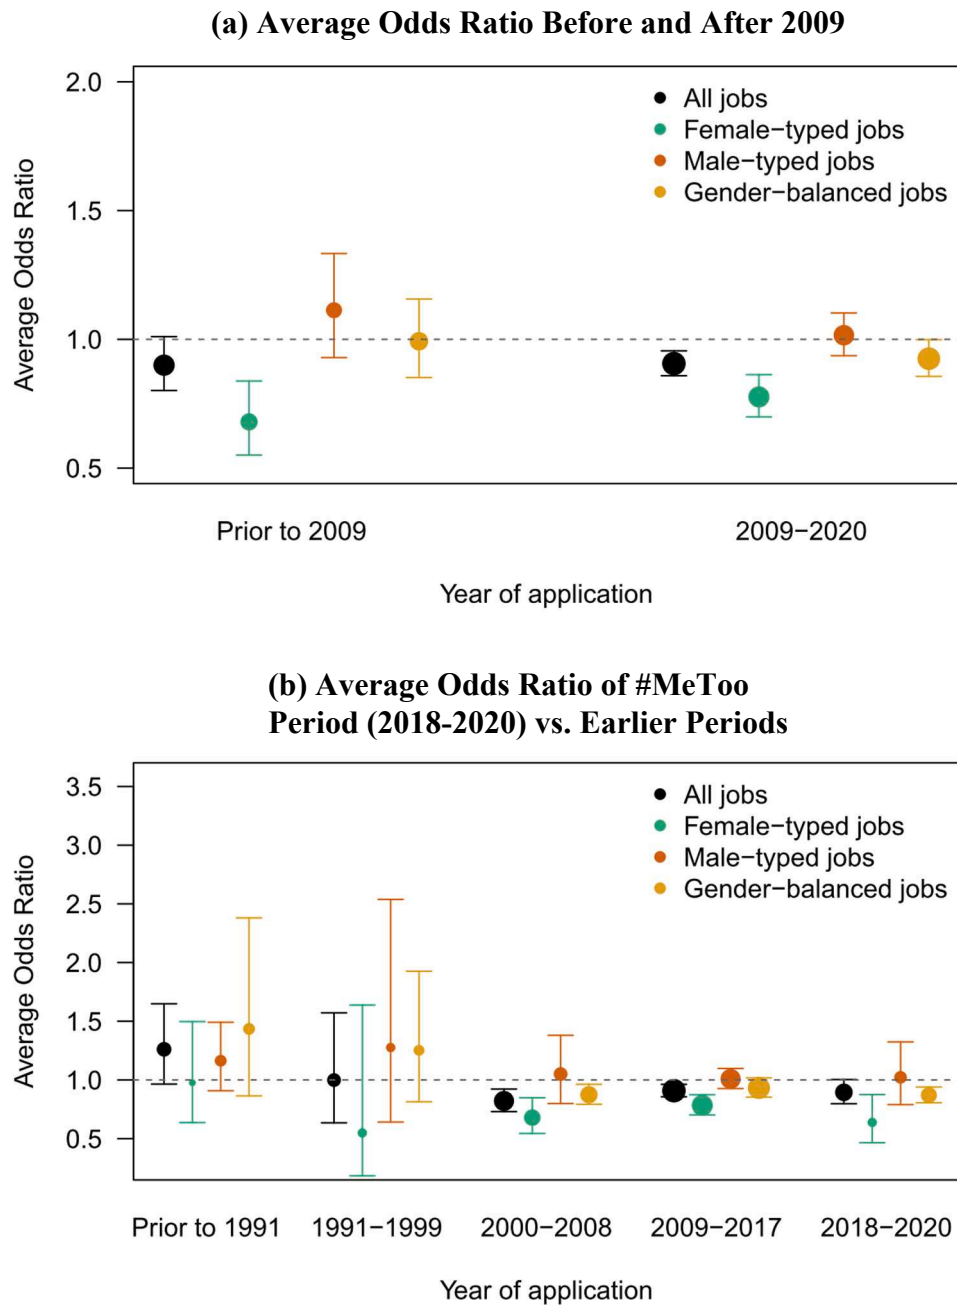 (a) Average Odds Ratio Before and After 2009
2.0
1.5
1.0
0.5
Average Odds Ratio
All jobs
Female−typed jobs
Male−typed jobs
Gender−balanced jobs
Prior to 2009
2009−2020
Year of application
(b) Average Odds Ratio of #MeToo
Period (2018-2020) vs. Earlier Periods
3.5
3.0
2.5
2.0
1.5
1.0
0.5
Average Odds Ratio
All jobs
Female−typed jobs
Male−typed jobs
Gender−balanced jobs
Prior to 1991
1991−1999
2000−2008
2009−2017
2018−2020
Year of application